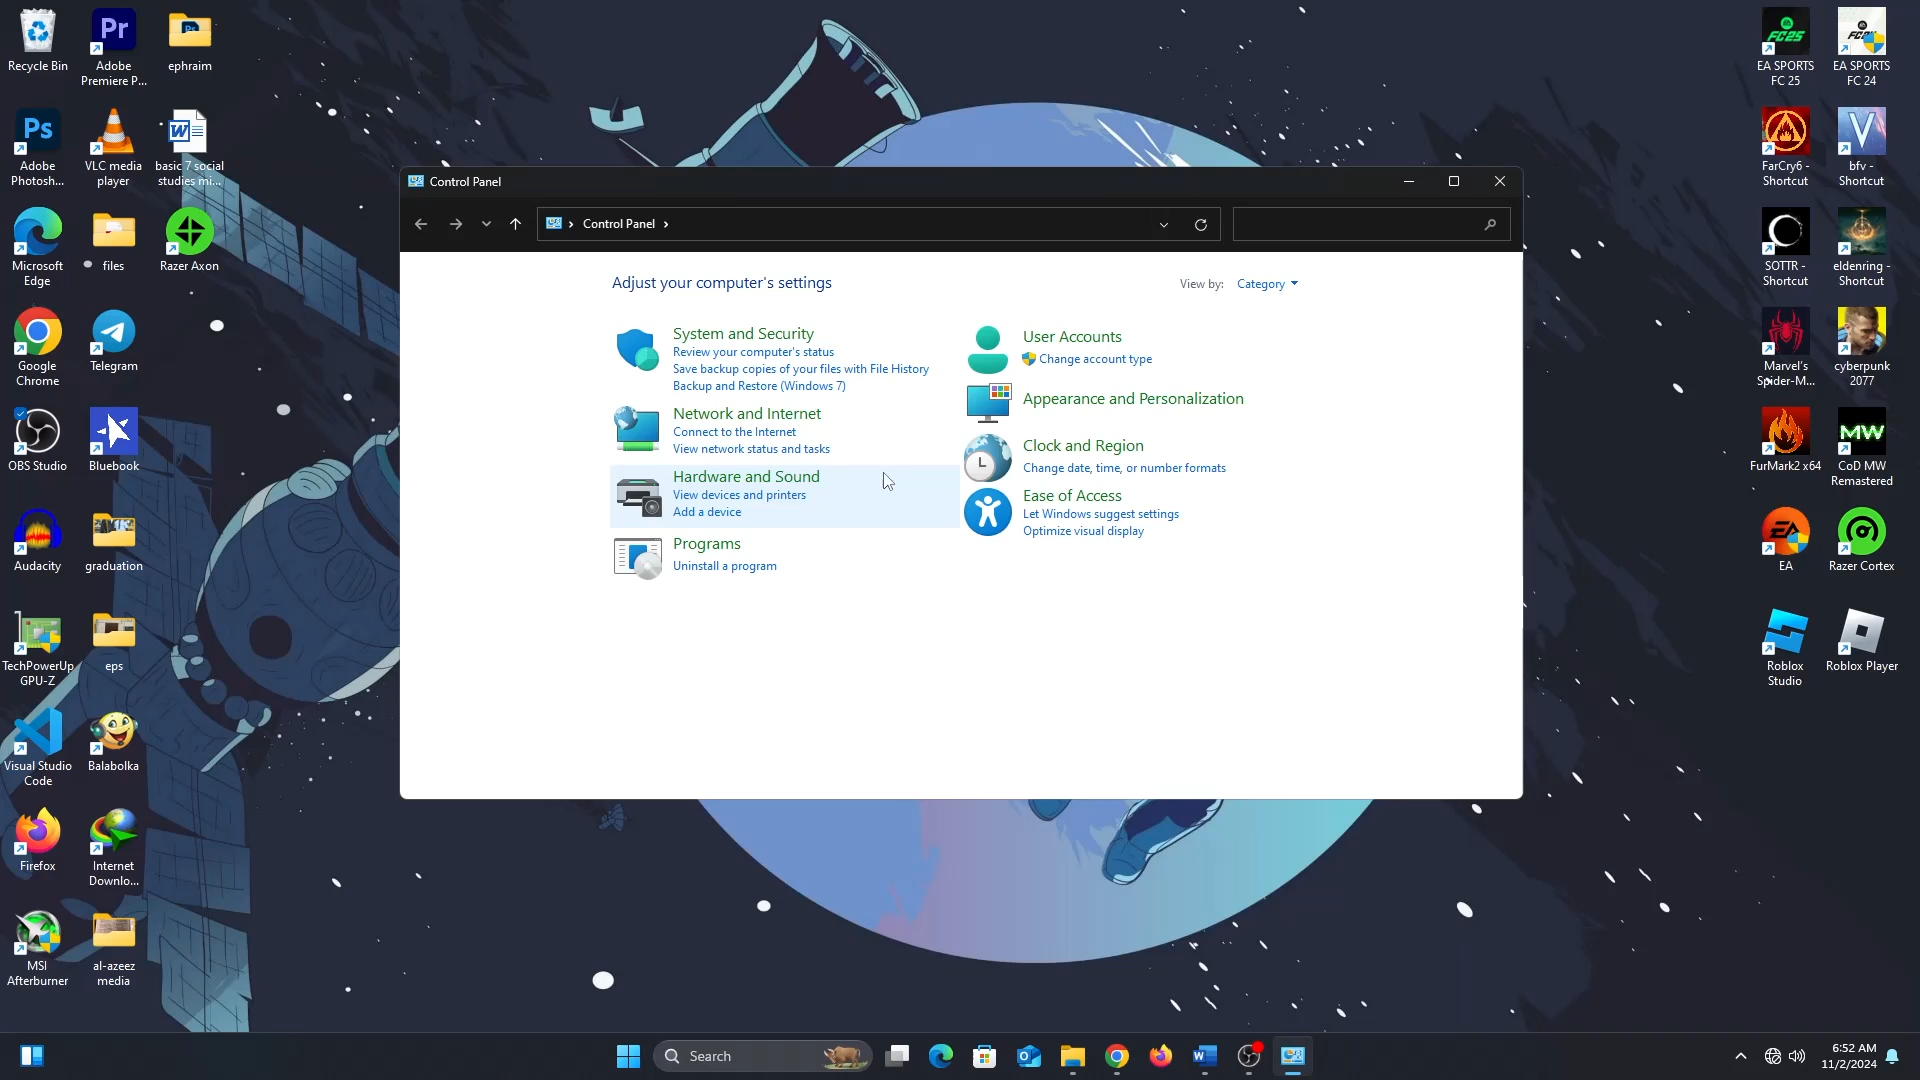 Recycle Bin
Adobe
Premiere P...
ephraim
Adobe
Photosh...
VLC media
player
basic 7 social
studies mi...
Microsoft
Edge
files
Razer Axon
Google
Chrome
Telegram
OBS Studio
Bluebook
Audacity
graduation
TechPowerUp
GPU-Z
eps
Visual Studio
Code
Balabolka
Firefox
Internet
Downlo...
MSI
Afterburner
al-azeez
media
Pr
Ps
Control Panel
Control Panel
Adjust your computer's settings
View by: Category
System and Security
Review your computer's status
Save backup copies of your files with File History
Backup and Restore (Windows 7)
Network and Internet
Connect to the Internet
View network status and tasks
Hardware and Sound
View devices and printers
Add a device
Programs
Uninstall a program
User Accounts
Change account type
Appearance and Personalization
Clock and Region
Change date, time, or number formats
Ease of Access
Let Windows suggest settings
Optimize visual display
EA SPORTS
FC 25
EA SPORTS
FC 24
FarCry6 -
Shortcut
bfv -
Shortcut
SOTTR -
Shortcut
eldenring -
Shortcut
Marvel's
Spider-M...
cyberpunk
2077
FurMark2 x64
MW
CoD MW
Remastered
EA
Razer Cortex
Roblox
Studio
Roblox Player
Search
6:52 AM
11/2/2024